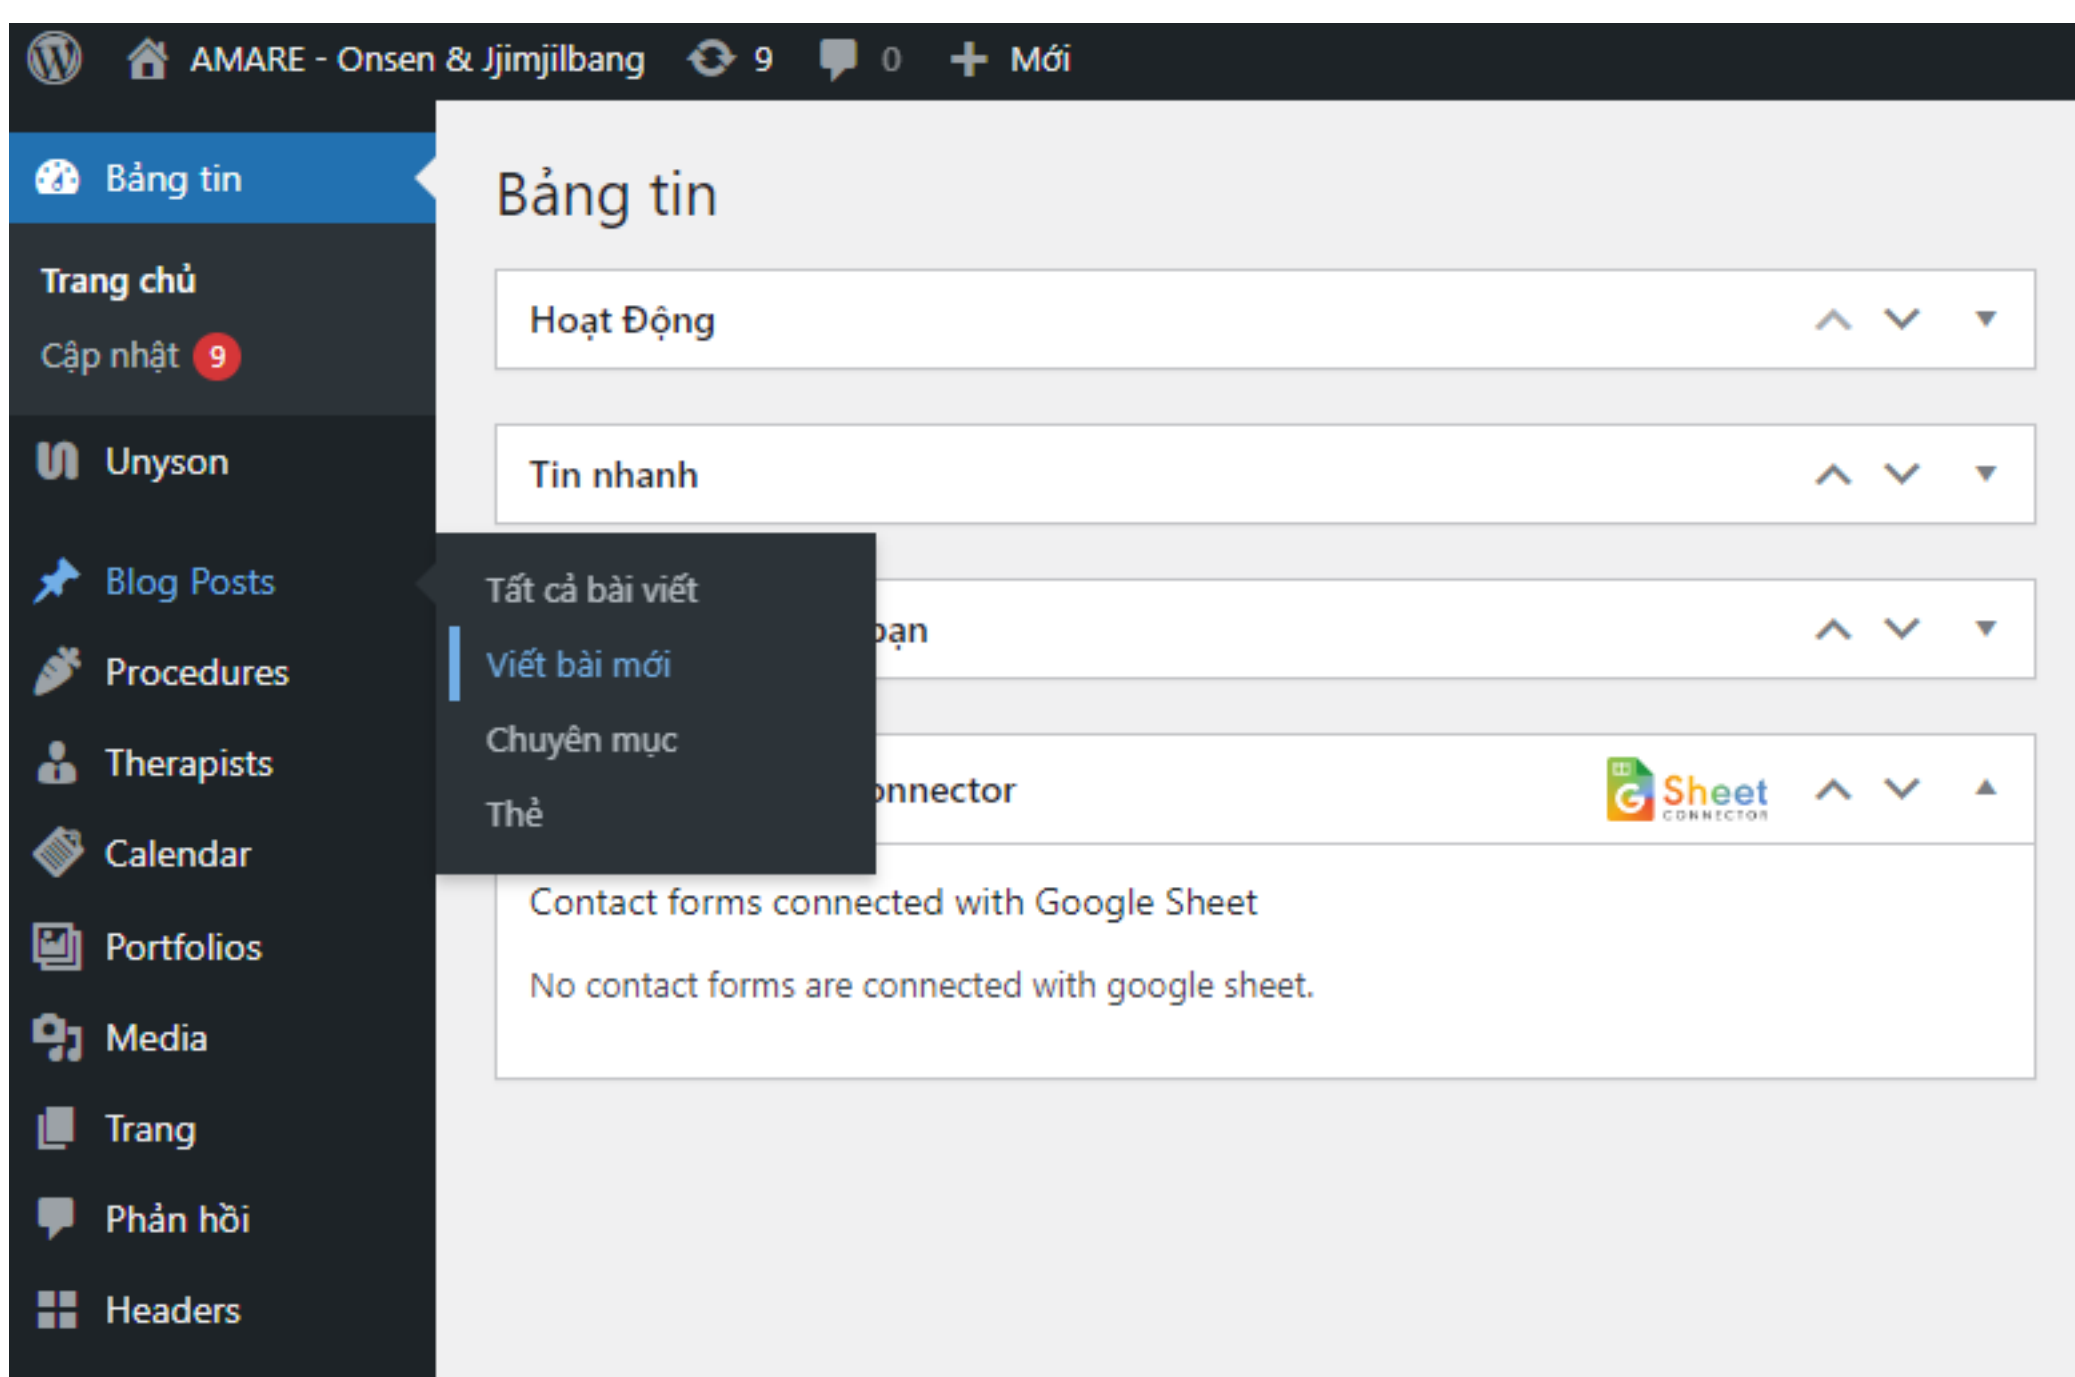 AMARE - Onsen & Jjimjilbang 9 0 Mới
Bảng tin
Trang chủ
Cập nhật 9
Unyson
Blog Posts
Procedures
Therapists
Calendar
Portfolios
Media
Trang
Phản hồi
Headers
Tất cả bài viết
Viết bài mới
Chuyên mục
Thẻ
Bảng tin
Hoạt Động
Tin nhanh
bạn
onnector
G Sheet
CONNECTOR
Contact forms connected with Google Sheet
No contact forms are connected with google sheet.